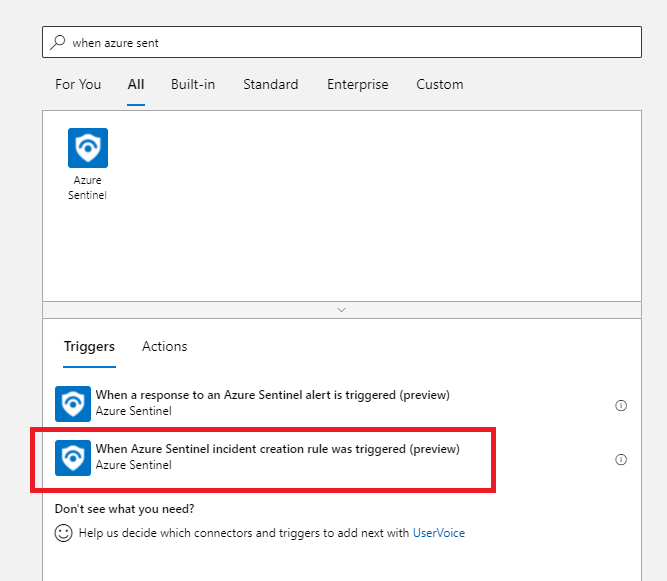 when azure sent
For You All Built-in Standard Enterprise Custom
Azure
Sentinel
Triggers Actions
When a response to an Azure Sentinel alert is triggered (preview)
Azure Sentinel
When Azure Sentinel incident creation rule was triggered (preview)
Azure Sentinel
Don't see what you need?
Help us decide which connectors and triggers to add next with UserVoice